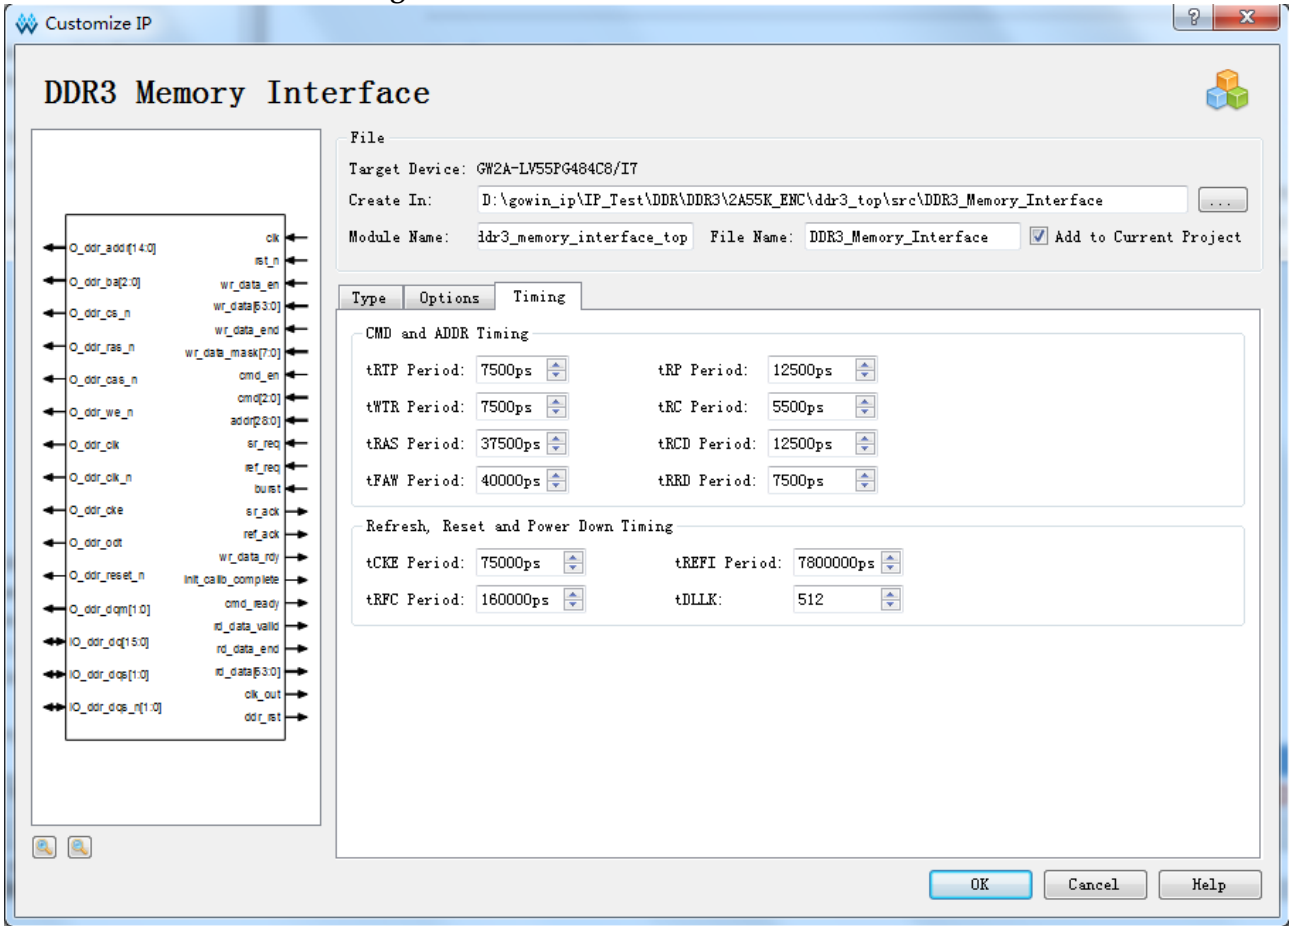 Customize IP
?
X
DDR3 Memory Interface
File
Target Device: GW2A-LV55PG484C8/I7
Create In: D:\gowin_ip\IP_Test\DDR\DDR3\2A55K_ENC\ddr3_top\src\DDR3_Memory_Interface ...
Module Name: ddr3_memory_interface_top File Name: DDR3_Memory_Interface Add to Current Project
Type Options Timing
CMD and ADDR Timing
tRTP Period: 7500ps tRP Period: 12500ps
tWTR Period: 7500ps tRC Period: 5500ps
tRAS Period: 37500ps tRCD Period: 12500ps
tFAW Period: 40000ps tRRD Period: 7500ps
Refresh, Reset and Power Down Timing
tCKE Period: 75000ps tREFI Period: 7800000ps
tRFC Period: 160000ps tDLLK: 512
O_ddr_addr[14:0]
O_ddr_ba[2:0]
O_ddr_cs_n
O_ddr_ras_n
O_ddr_cas_n
O_ddr_we_n
O_ddr_clk
O_ddr_clk_n
O_ddr_cke
O_ddr_odt
O_ddr_reset_n
O_ddr_dqm[1:0]
IO_ddr_dq[15:0]
IO_ddr_dqs[1:0]
IO_ddr_dqs_n[1:0]
clk
rst_n
wr_data_en
wr_data[63:0]
wr_data_end
wr_data_mask[7:0]
cmd_en
cmd[2:0]
addr[28:0]
sr_req
ref_req
burst
sr_ack
ref_ack
wr_data_rdy
init_calib_complete
cmd_ready
rd_data_valid
rd_data_end
rd_data[63:0]
clk_out
ddr_rst
OK Cancel Help